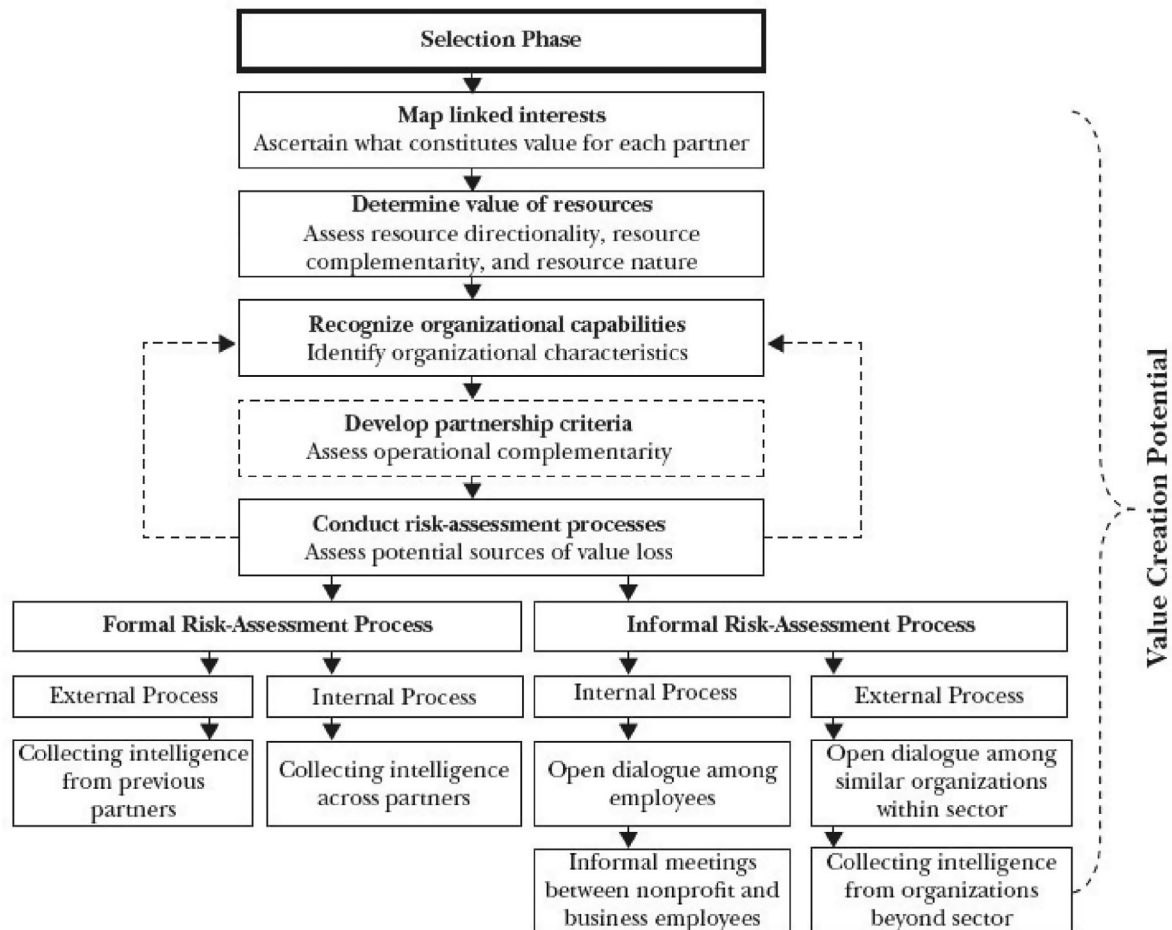 Selection Phase
Map linked interests
Ascertain what constitutes value for each partner
Determine value of resources
Assess resource directionality, resource
complementarity, and resource nature
Recognize organizational capabilities
Identify organizational characteristics
Develop partnership criteria
Assess operational complementarity
Conduct risk-assessment processes
Assess potential sources of value loss
Formal Risk-Assessment Process
External Process
Collecting intelligence
from previous
partners
Internal Process
Collecting intelligence
across partners
Informal Risk-Assessment Process
Internal Process
Open dialogue among
employees
Informal meetings
between nonprofit and
business employees
External Process
Open dialogue among
similar organizations
within sector
Collecting intelligence
from organizations
beyond sector
Value Creation Potential